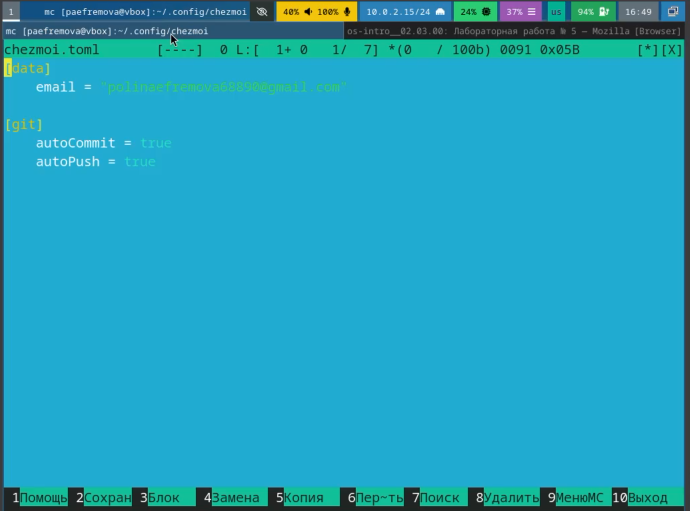 1 mc [paefremova@vbox]:~/.config/chezmoi 40% 100% 10.0.2.15/24 24% 37% us 94% 16:49
mc [paefremova@vbox]:~/.config/chezmoi os-intro__02.03.00: Лабораторная работа № 5 — Mozilla [Browser]
chezmoi.toml [----] 0 L:[ 1+ 0 1/ 7] *(0 / 100b) 0091 0x05B [*][X]
[data]
email = "polinaefremova68890@gmail.com"
[git]
autoCommit = true
autoPush = true
1Помощь 2Сохран 3Блок 4Замена 5Копия 6Пер~ть 7Поиск 8Удалить 9МенюMC 10Выход